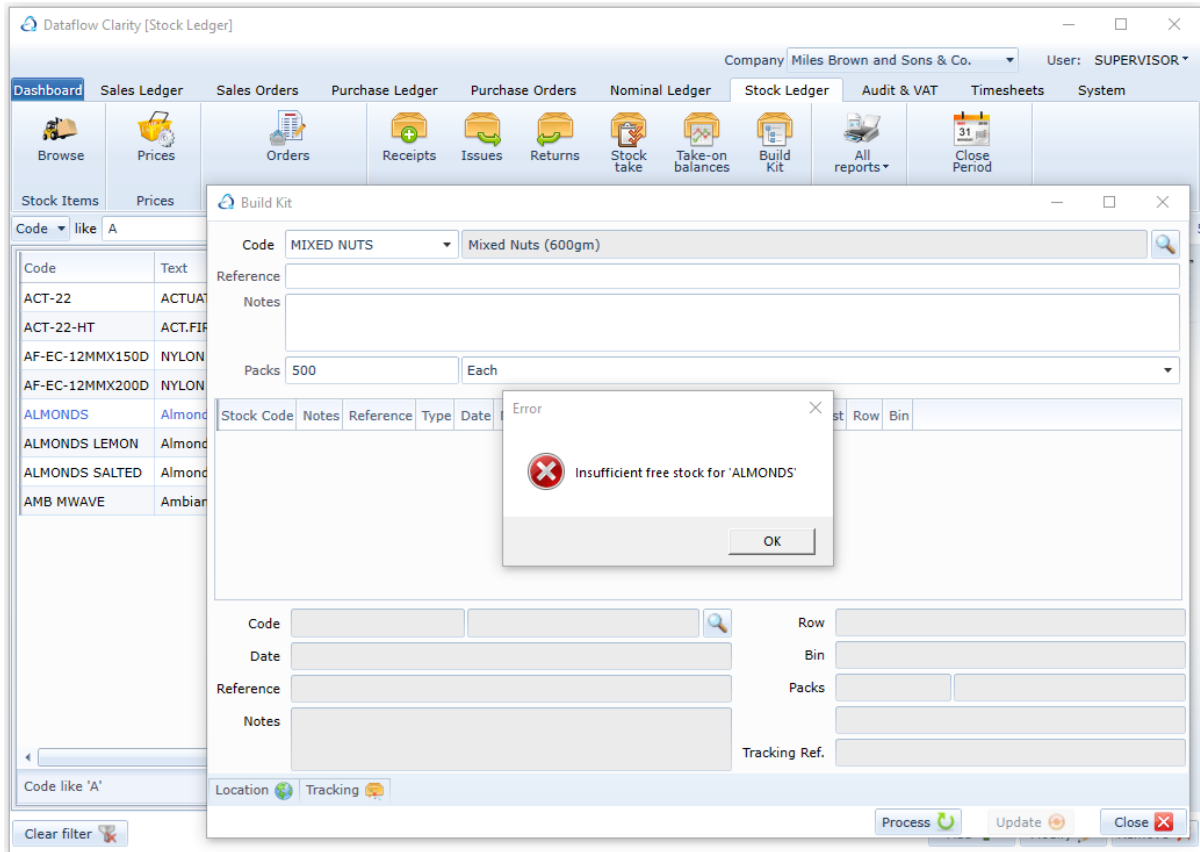 Dataflow Clarity [Stock Ledger]
Company Miles Brown and Sons & Co. User: SUPERVISOR
Dashboard Sales Ledger Sales Orders Purchase Ledger Purchase Orders Nominal Ledger Stock Ledger Audit & VAT Timesheets System
Browse Prices Orders Receipts Issues Returns Stock take Take-on balances Build Kit All reports Close Period
Stock Items Prices
Code like A
Build Kit
Code MIXED NUTS Mixed Nuts (600gm)
Reference
Notes
Packs 500 Each
Stock Code Notes Reference Type Date Row Bin
Code Text
ACT-22 ACTUAT
ACT-22-HT ACT.FIR
AF-EC-12MMX150D NYLON
AF-EC-12MMX200D NYLON
ALMONDS Almond
ALMONDS LEMON Almond
ALMONDS SALTED Almond
AMB MWAVE Ambian
Error
Insufficient free stock for 'ALMONDS'
OK
Code Row
Date Bin
Reference Packs
Notes
Tracking Ref.
Location Tracking
Process Update Close
Code like 'A'
Clear filter